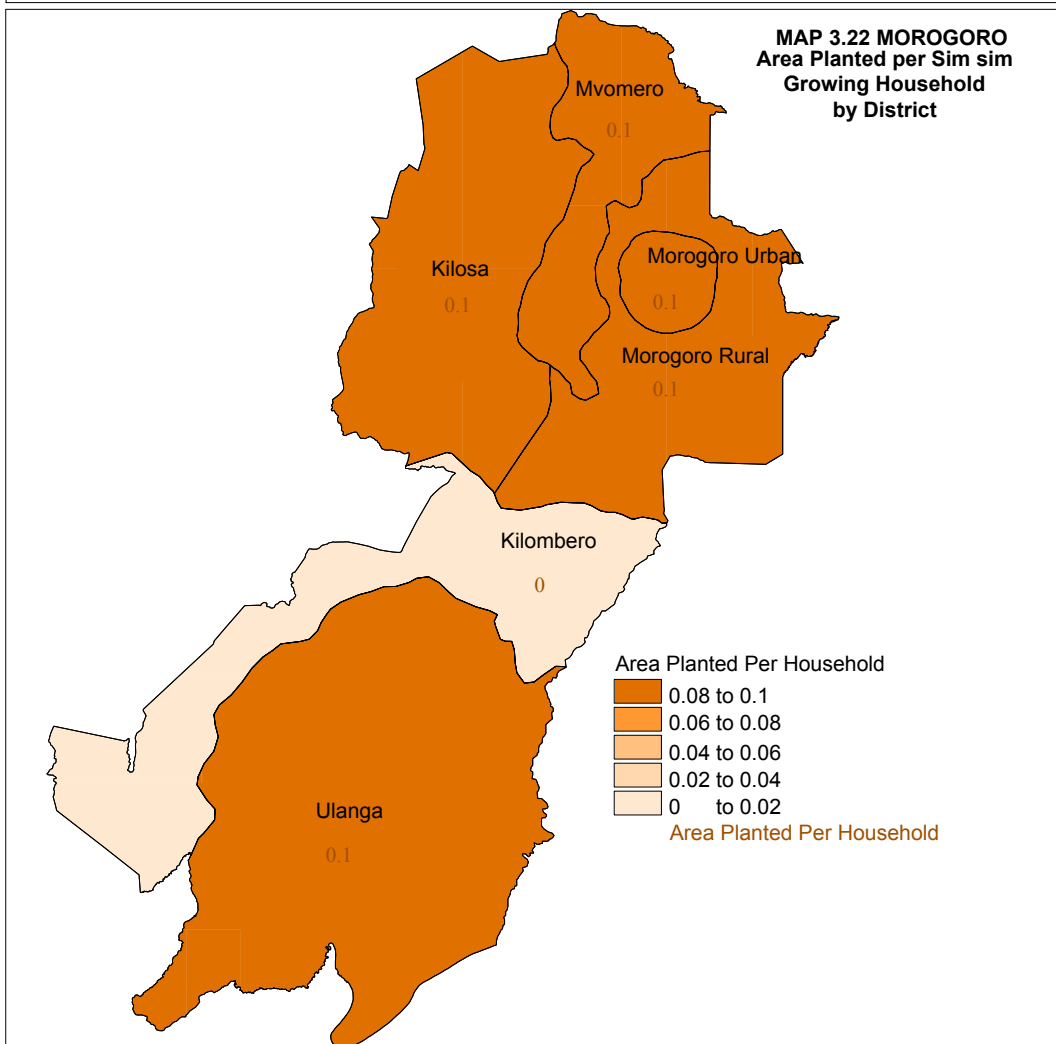 MAP 3.22 MOROGORO
Area Planted per Sim sim
Growing Household
by District
Mvomero
0.1
Morogoro Urban
0.1
Kilosa
0.1
Morogoro Rural
0.1
Kilombero
0
Area Planted Per Household
0.08 to 0.1
0.06 to 0.08
0.04 to 0.06
0.02 to 0.04
0 to 0.02
Area Planted Per Household
Ulanga
0.1